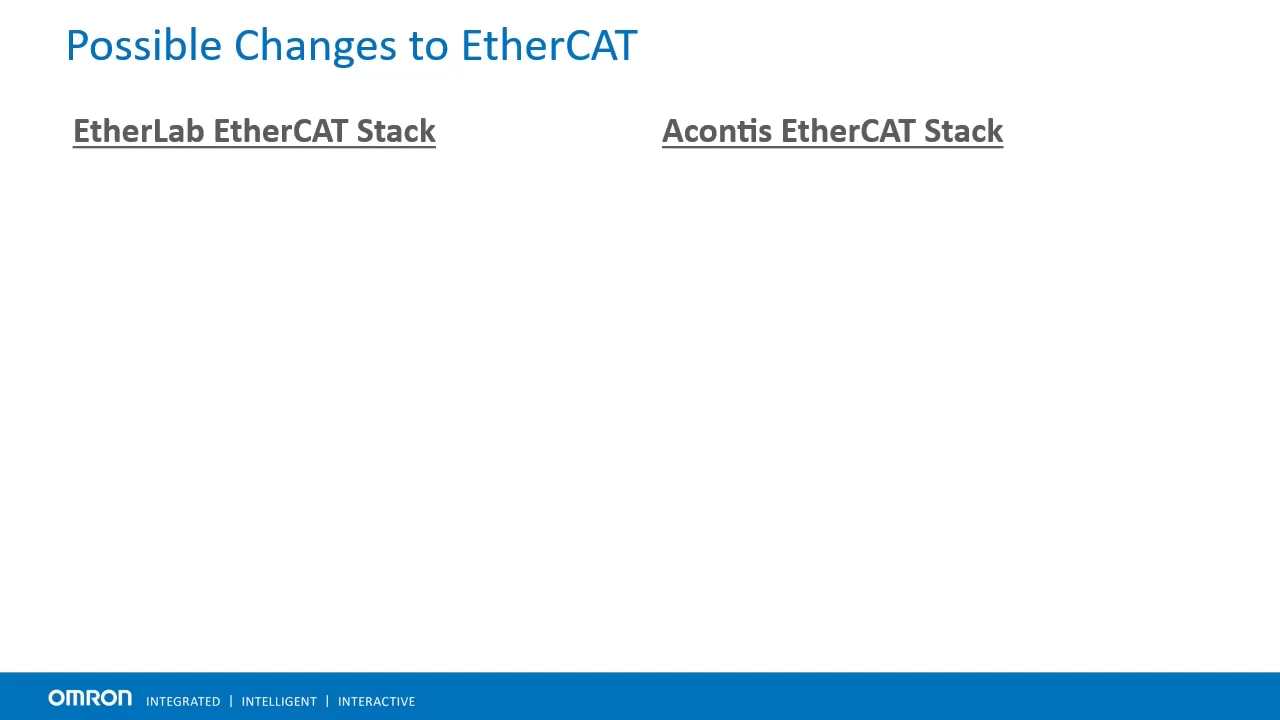 Possible Changes to EtherCAT
EtherLab EtherCAT Stack
Acontis EtherCAT Stack
OMRON INTEGRATED | INTELLIGENT | INTERACTIVE